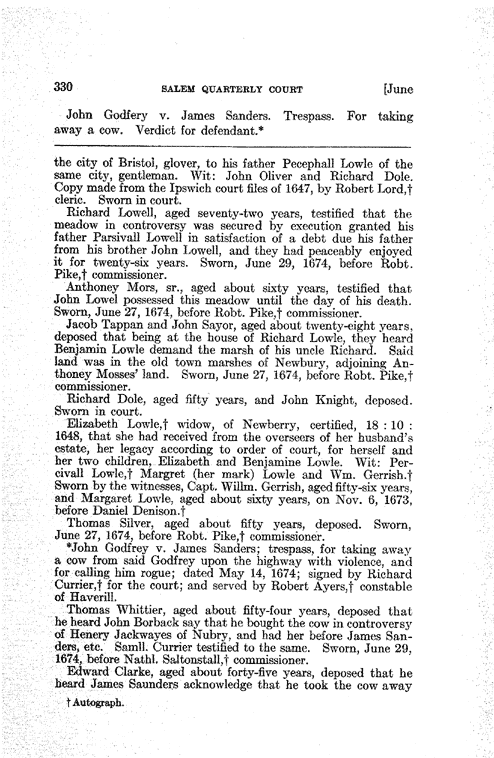 330 SALEM QUARTERLY COURT [June
John Godfery v. James Sanders. Trespass. For taking
away a cow. Verdict for defendant.*
the city of Bristol, glover, to his father Pecephall Lowle of the
same city, gentleman. Wit: John Oliver and Richard Dole.
Copy made from the Ipswich court files of 1647, by Robert Lord,†
cleric. Sworn in court.
Richard Lowell, aged seventy-two years, testified that the
meadow in controversy was secured by execution granted his
father Parsivall Lowell in satisfaction of a debt due his father
from his brother John Lowell, and they had peaceably enjoyed
it for twenty-six years. Sworn, June 29, 1674, before Robt.
Pike,† commissioner.
Anthoney Mors, sr., aged about sixty years, testified that
John Lowel possessed this meadow until the day of his death.
Sworn, June 27, 1674, before Robt. Pike,† commissioner.
Jacob Tappan and John Sayor, aged about twenty-eight years,
deposed that being at the house of Richard Lowle, they heard
Benjamin Lowle demand the marsh of his uncle Richard. Said
land was in the old town marshes of Newbury, adjoining An-
thoney Mosses' land. Sworn, June 27, 1674, before Robt. Pike,†
commissioner.
Richard Dole, aged fifty years, and John Knight, deposed.
Sworn in court.
Elizabeth Lowle,† widow, of Newberry, certified, 18 : 10 :
1648, that she had received from the overseers of her husband's
estate, her legacy according to order of court, for herself and
her two children, Elizabeth and Benjamine Lowle. Wit: Per-
civall Lowle,† Margret (her mark) Lowle and Wm. Gerrish.†
Sworn by the witnesses, Capt. Willm. Gerrish, aged fifty-six years,
and Margaret Lowle, aged about sixty years, on Nov. 6, 1673,
before Daniel Denison.†
Thomas Silver, aged about fifty years, deposed. Sworn,
June 27, 1674, before Robt. Pike,† commissioner.
*John Godfrey v. James Sanders; trespass, for taking away
a cow from said Godfrey upon the highway with violence, and
for calling him rogue; dated May 14, 1674; signed by Richard
Currier,† for the court; and served by Robert Ayers,† constable
of Haverill.
Thomas Whittier, aged about fifty-four years, deposed that
he heard John Borback say that he bought the cow in controversy
of Henery Jackwayes of Nubry, and had her before James San-
ders, etc. Samll. Currier testified to the same. Sworn, June 29,
1674, before Nathl. Saltonstall,† commissioner.
Edward Clarke, aged about forty-five years, deposed that he
heard James Saunders acknowledge that he took the cow away
† Autograph.